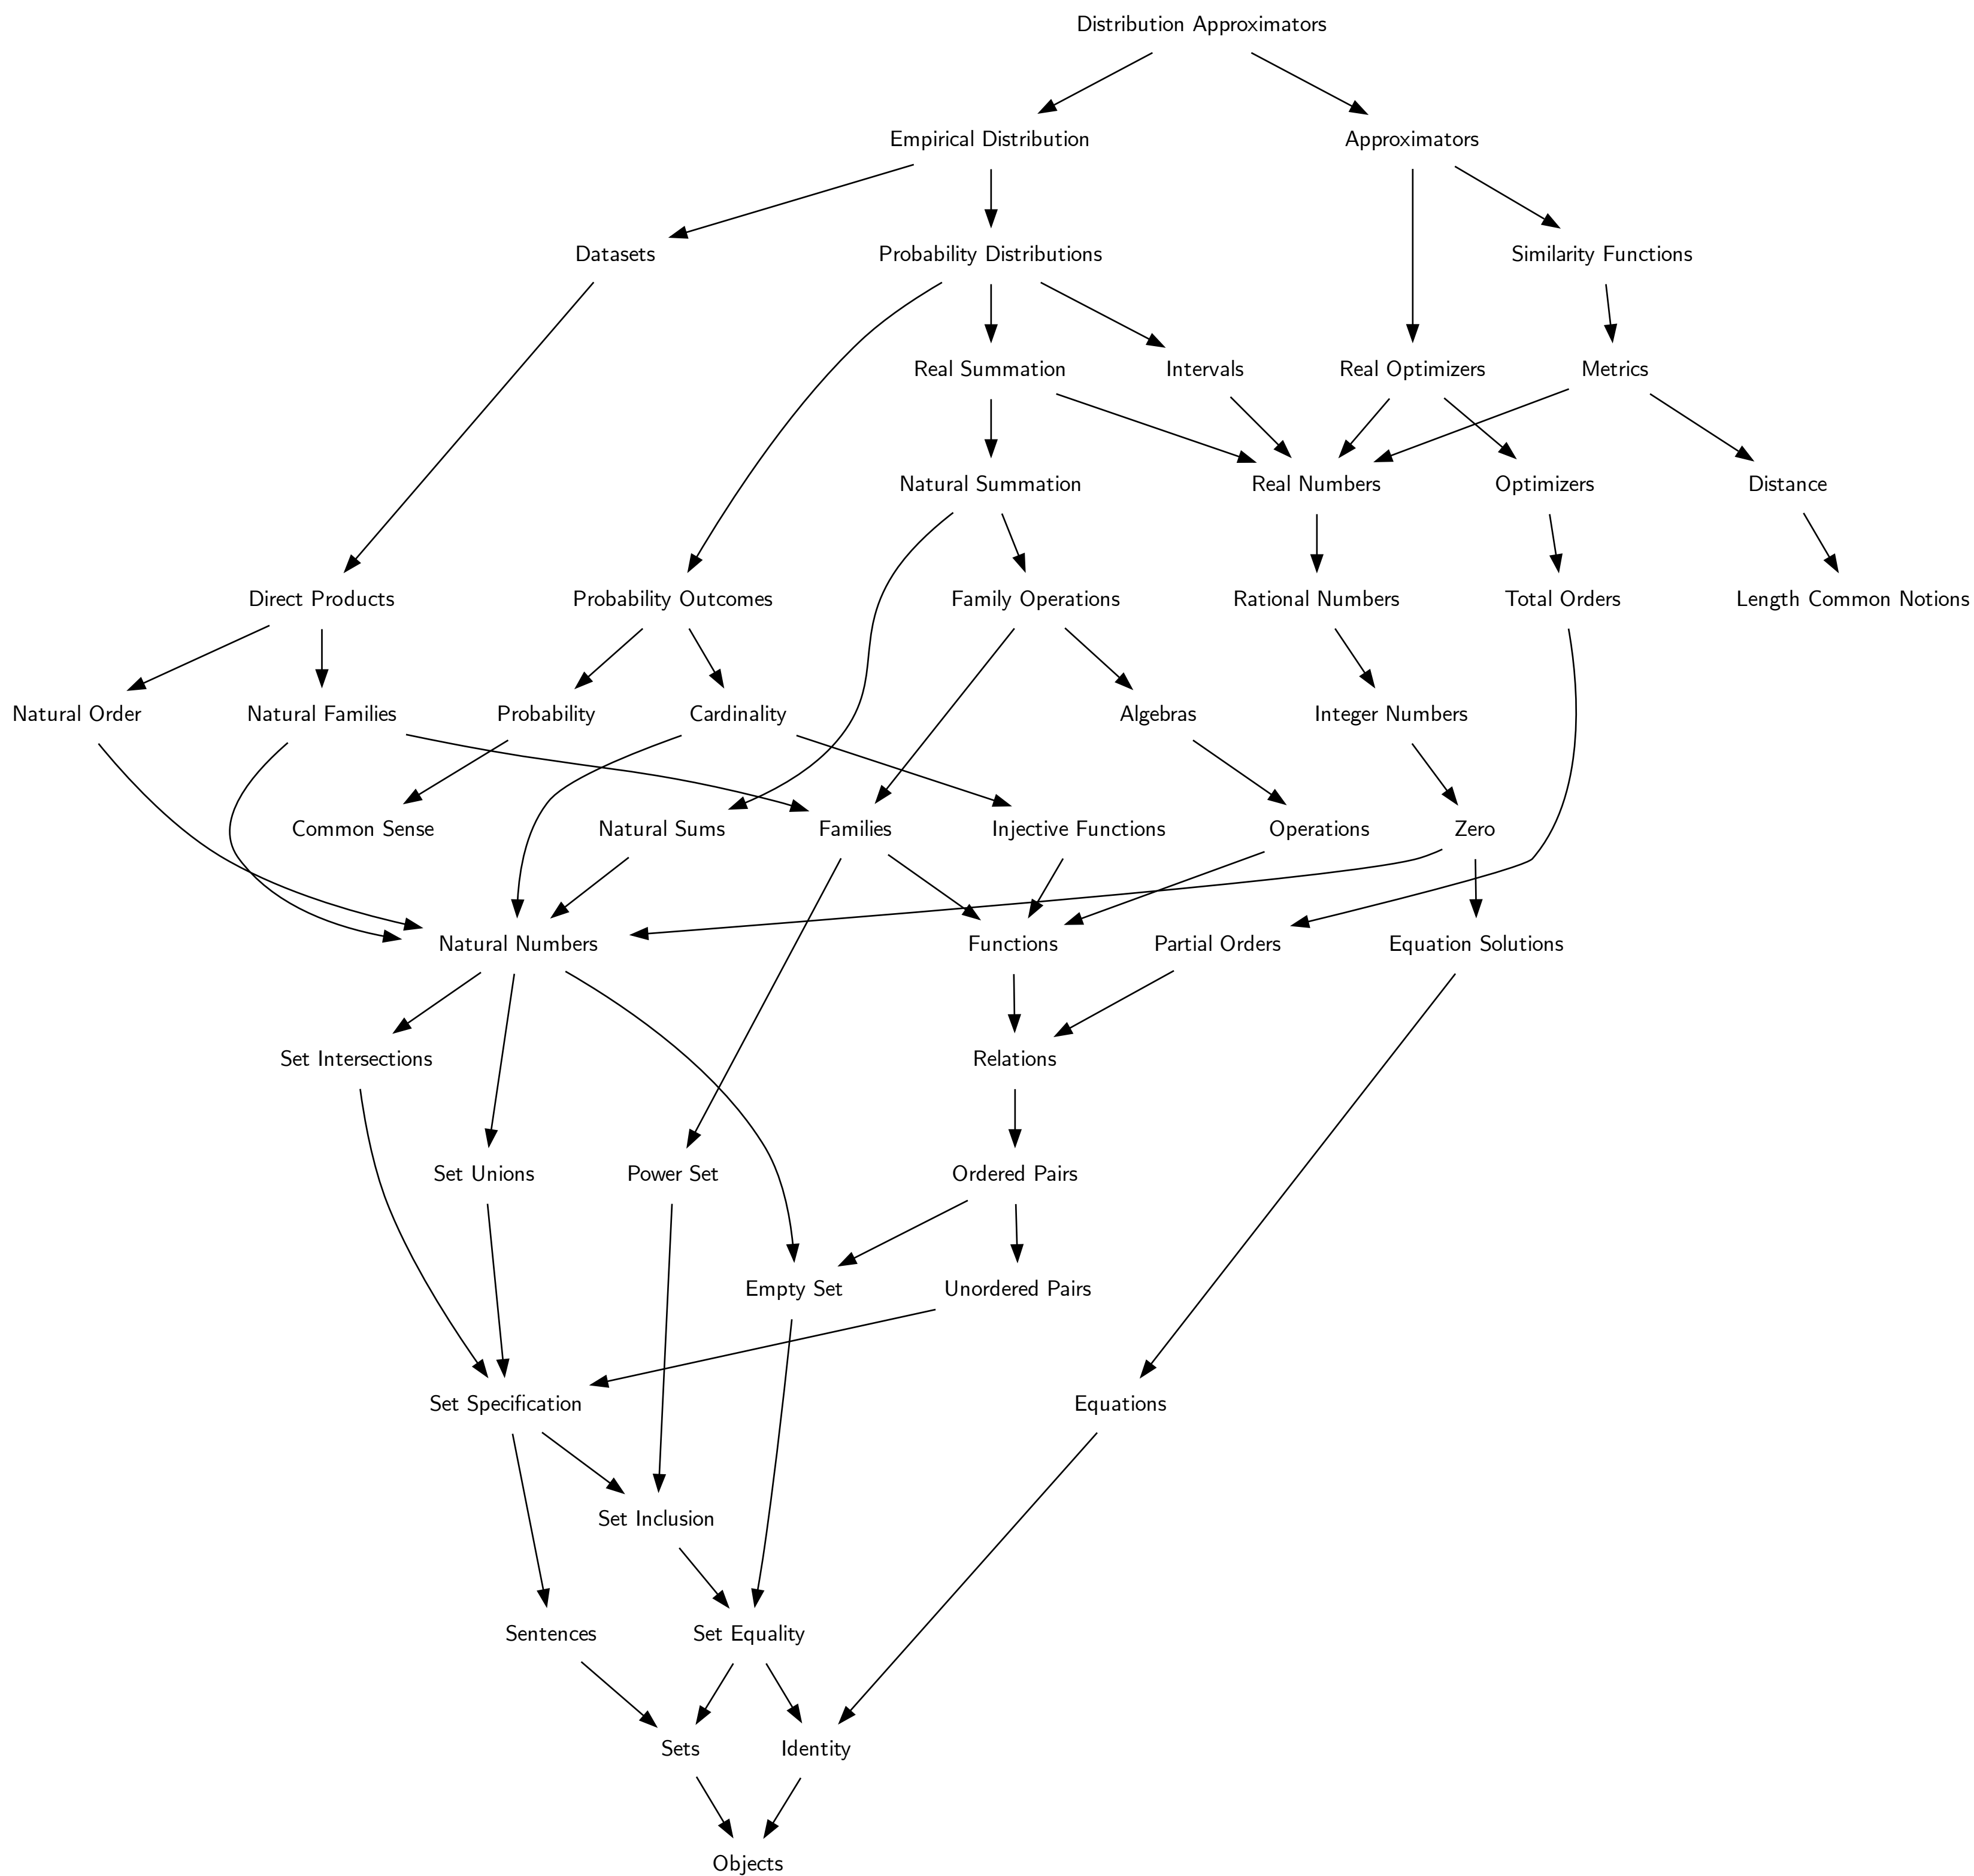 Distribution Approximators
Empirical Distribution
Approximators
Datasets
Probability Distributions
Similarity Functions
Real Summation
Intervals
Real Optimizers
Metrics
Natural Summation
Real Numbers
Optimizers
Distance
Direct Products
Probability Outcomes
Family Operations
Rational Numbers
Total Orders
Length Common Notions
Natural Order
Natural Families
Probability
Cardinality
Algebras
Integer Numbers
Common Sense
Natural Sums
Families
Injective Functions
Operations
Zero
Natural Numbers
Functions
Partial Orders
Equation Solutions
Set Intersections
Relations
Set Unions
Power Set
Ordered Pairs
Empty Set
Unordered Pairs
Set Specification
Equations
Set Inclusion
Sentences
Set Equality
Sets
Identity
Objects